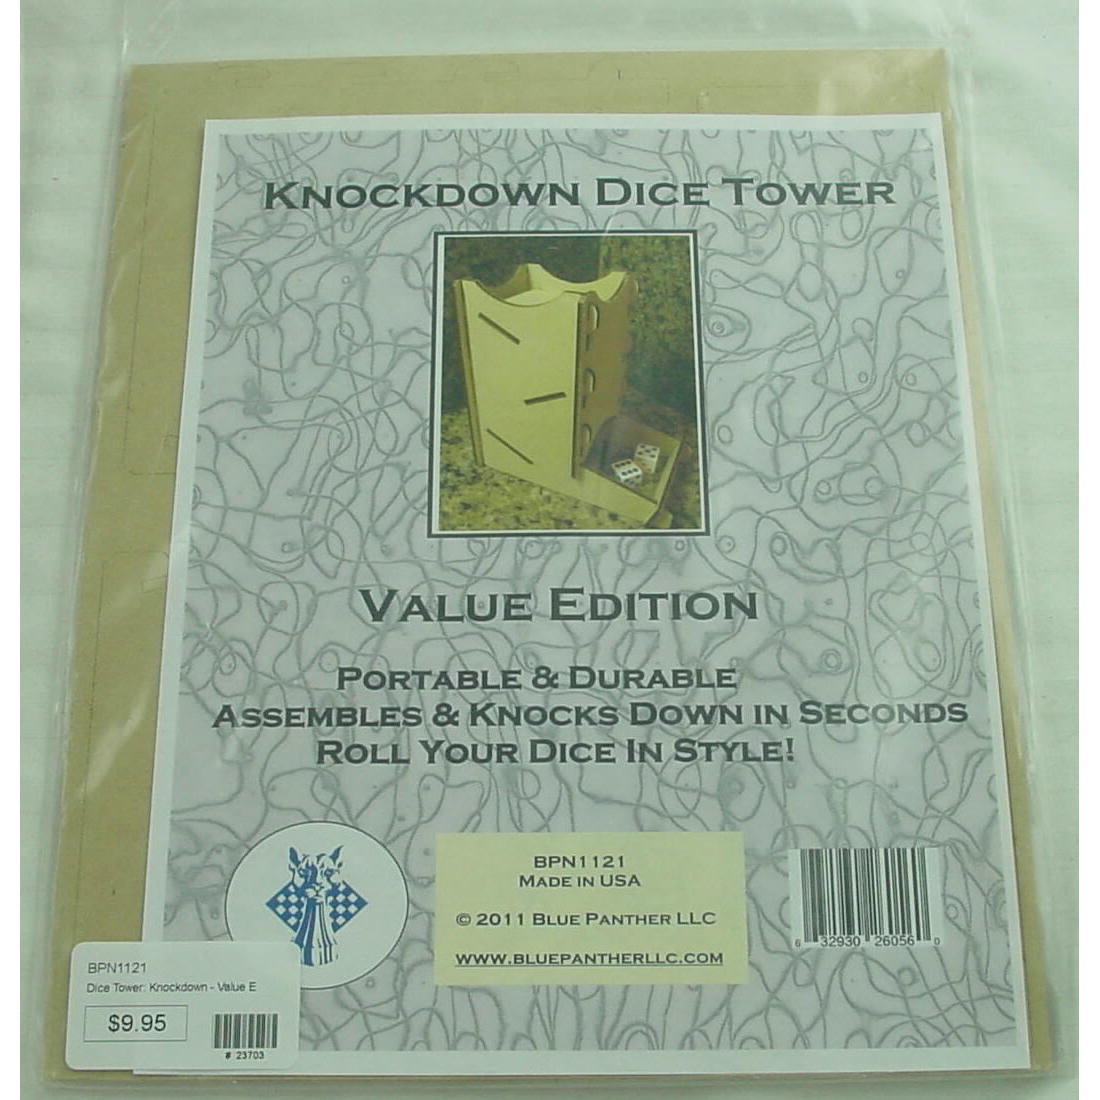 KNOCKDOWN DICE TOWER
VALUE EDITION
PORTABLE & DURABLE
ASSEMBLES & KNOCKS DOWN IN SECONDS
ROLL YOUR DICE IN STYLE!
BPN1121
MADE IN USA
© 2011 BLUE PANTHER LLC
WWW.BLUEPANTHERLLC.COM
6 32930 26056 0
BPN1121
Dice Tower: Knockdown - Value E
$9.95
# 23703